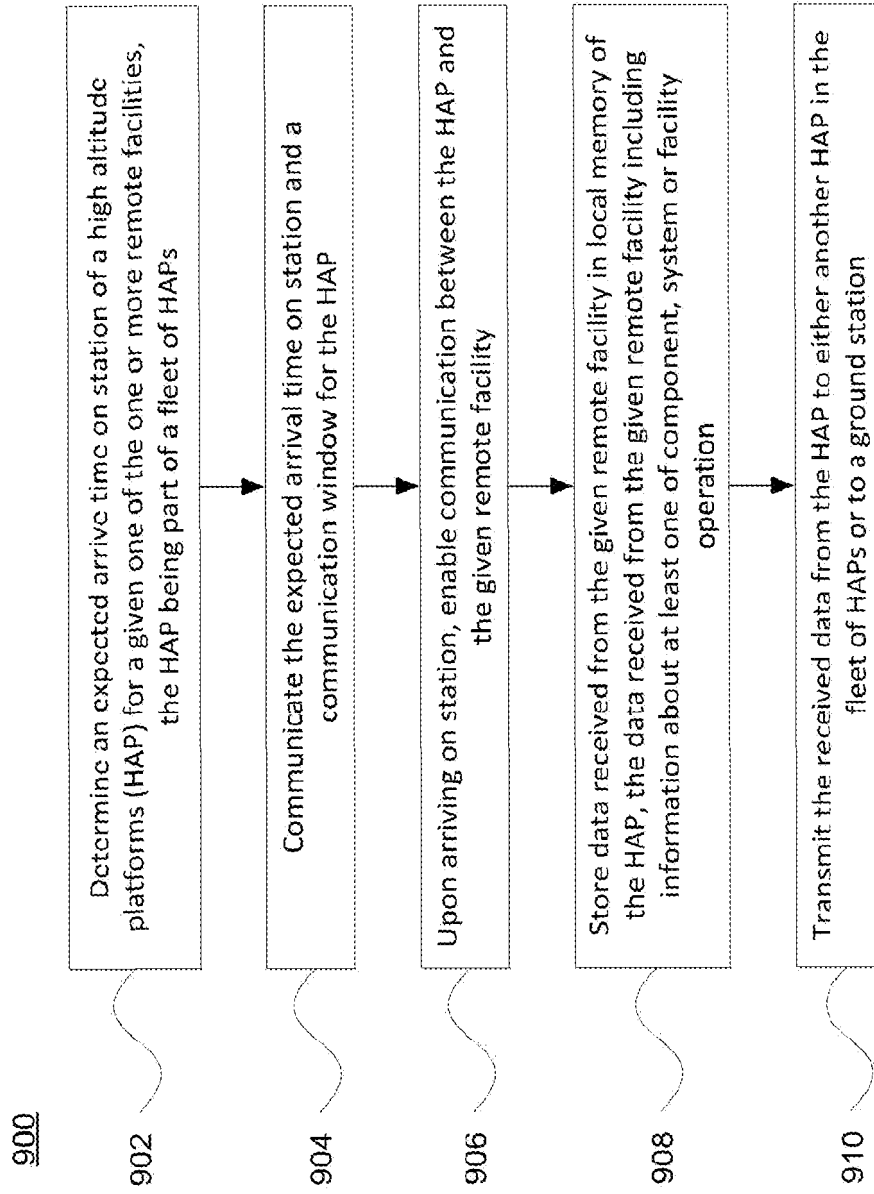 900
902
Determine an expected arrive time on station of a high altitude
platforms (HAP) for a given one of the one or more remote facilities,
the HAP being part of a fleet of HAPs
904
Communicate the expected arrival time on station and a
communication window for the HAP
906
Upon arriving on station, enable communication between the HAP and
the given remote facility
908
Store data received from the given remote facility in local memory of
the HAP, the data received from the given remote facility including
information about at least one of component, system or facility
operation
910
Transmit the received data from the HAP to either another HAP in the
fleet of HAPs or to a ground station